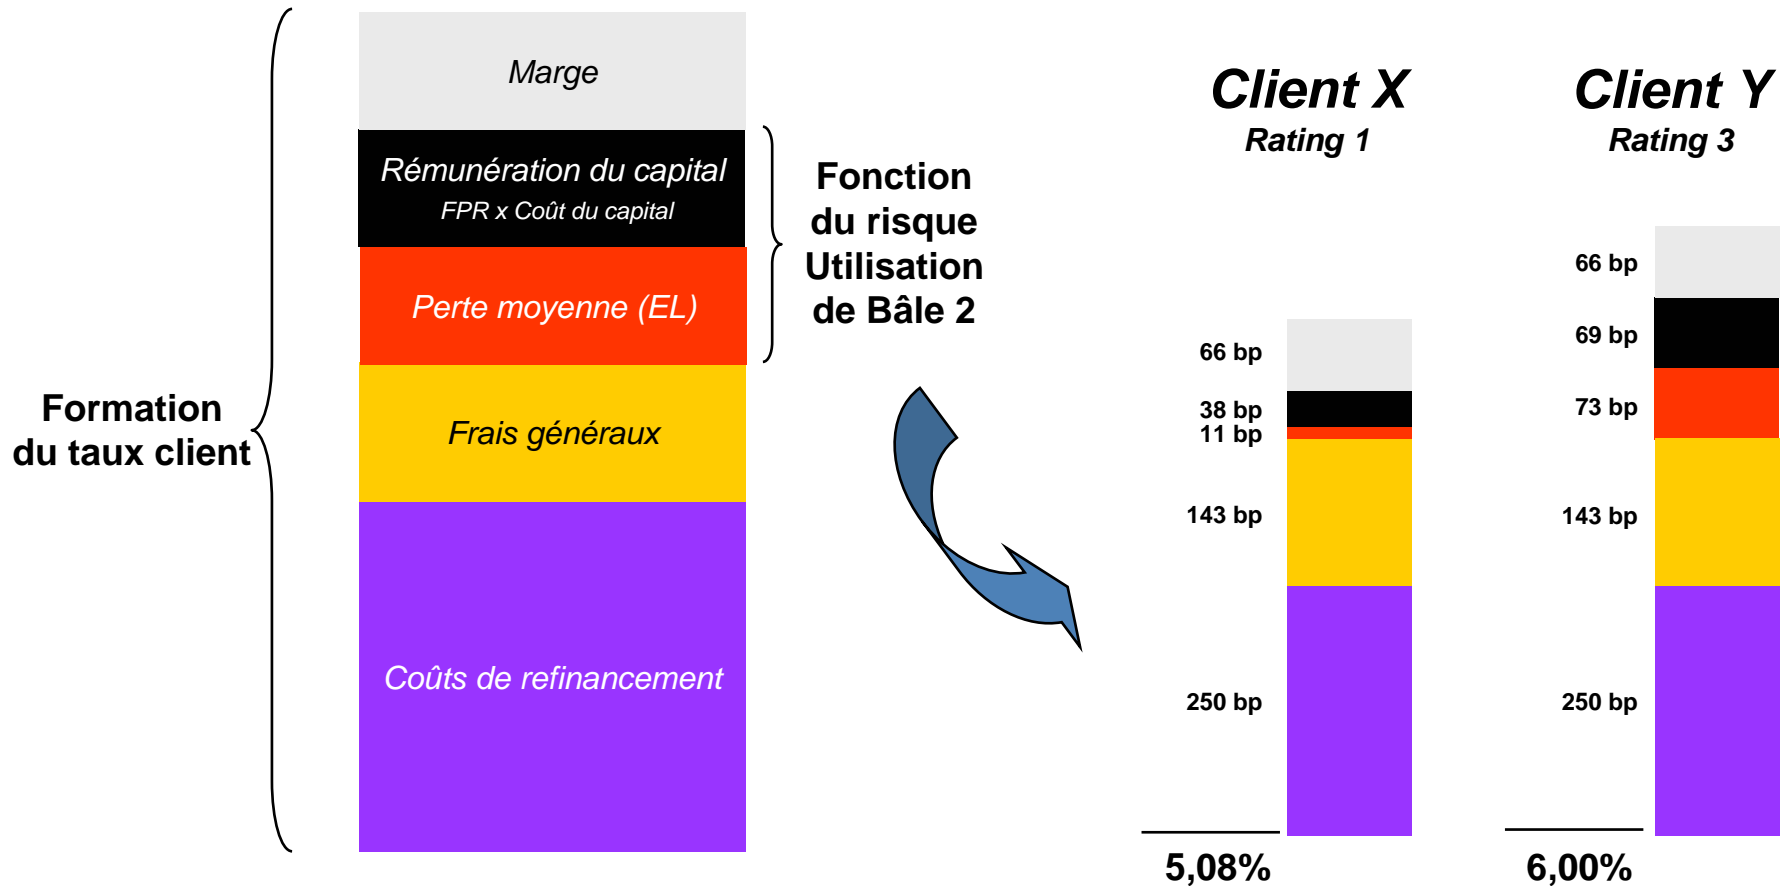 Formation
du taux client
Marge
Rémunération du capital
FPR x Coût du capital
Perte moyenne (EL)
Frais généraux
Coûts de refinancement
Fonction
du risque
Utilisation
de Bâle 2
Client X
Rating 1
66 bp
38 bp
11 bp
143 bp
250 bp
5,08%
Client Y
Rating 3
66 bp
69 bp
73 bp
143 bp
250 bp
6,00%